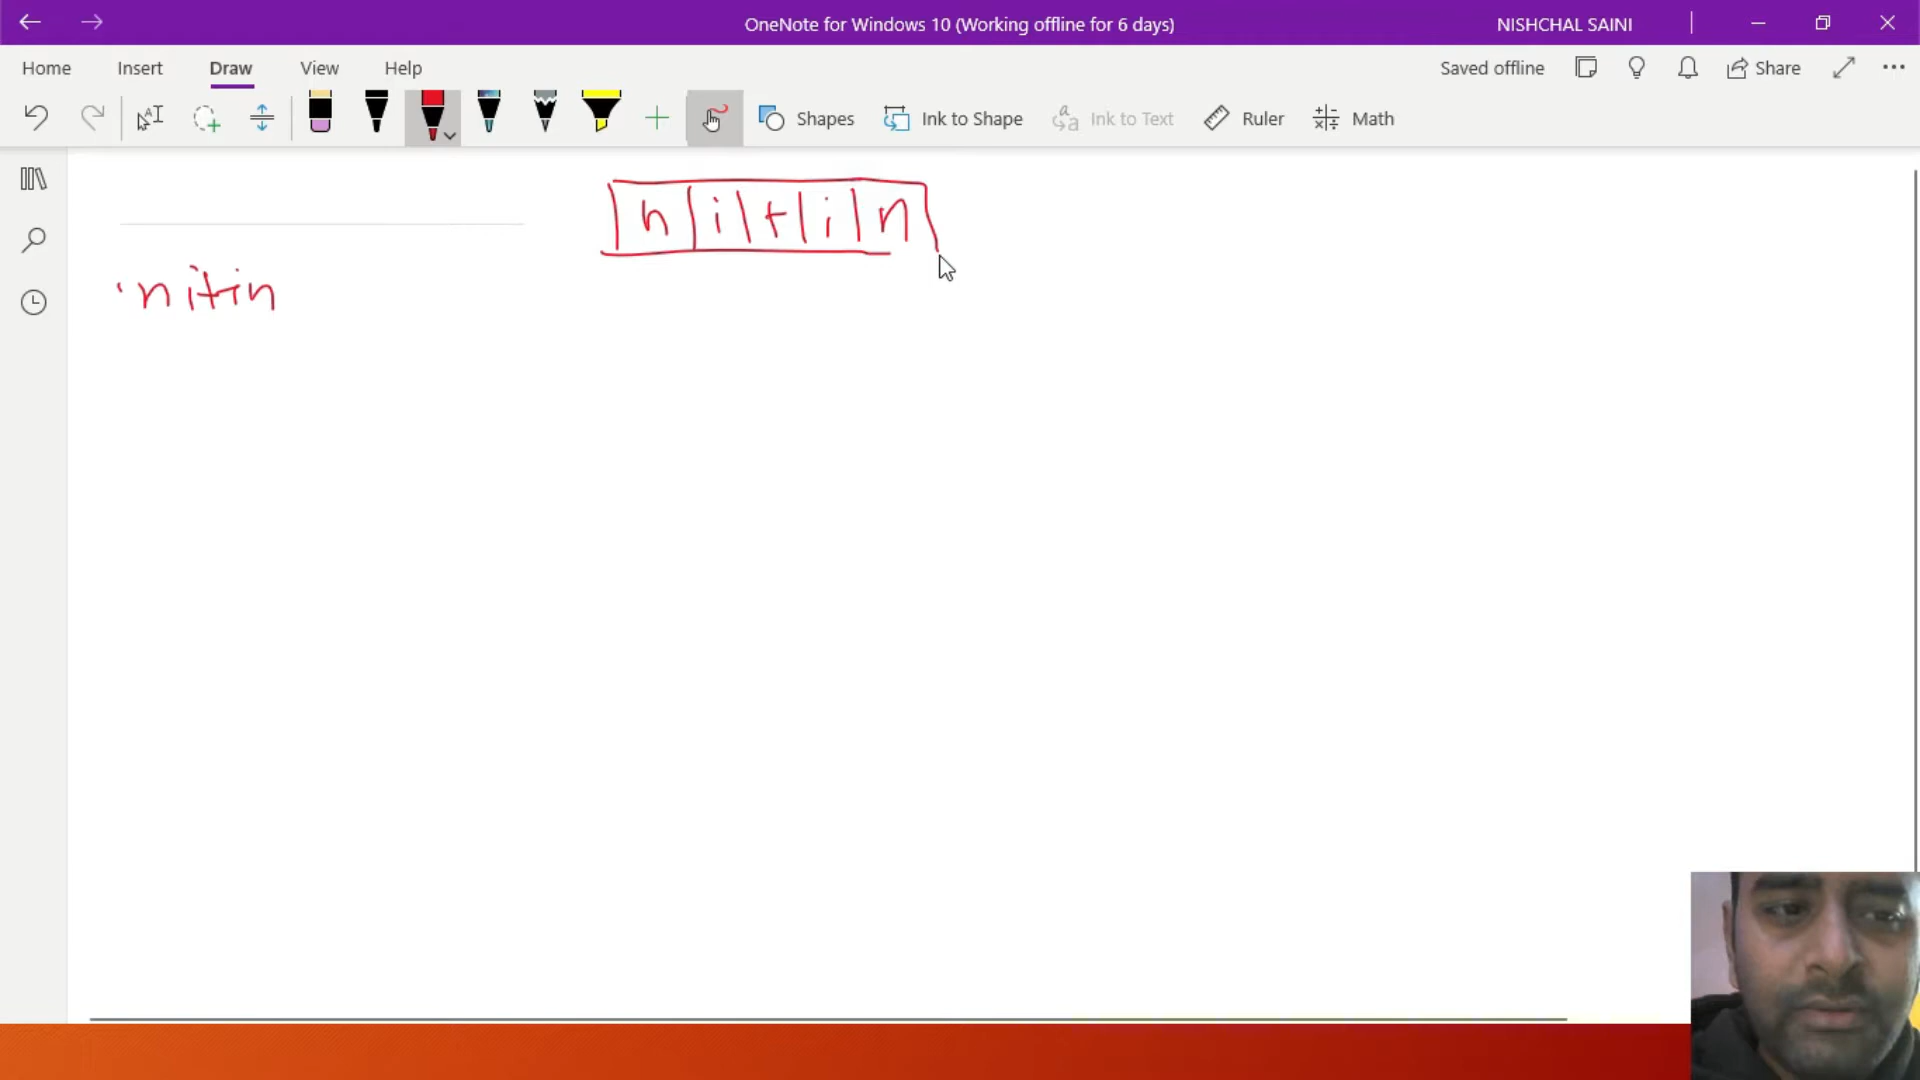 OneNote for Windows 10 (Working offline for 6 days)
NISHCHAL SAINI
Home Insert Draw View Help
Saved offline
Share
Shapes Ink to Shape Ink to Text Ruler Math
n i t i n
nitin